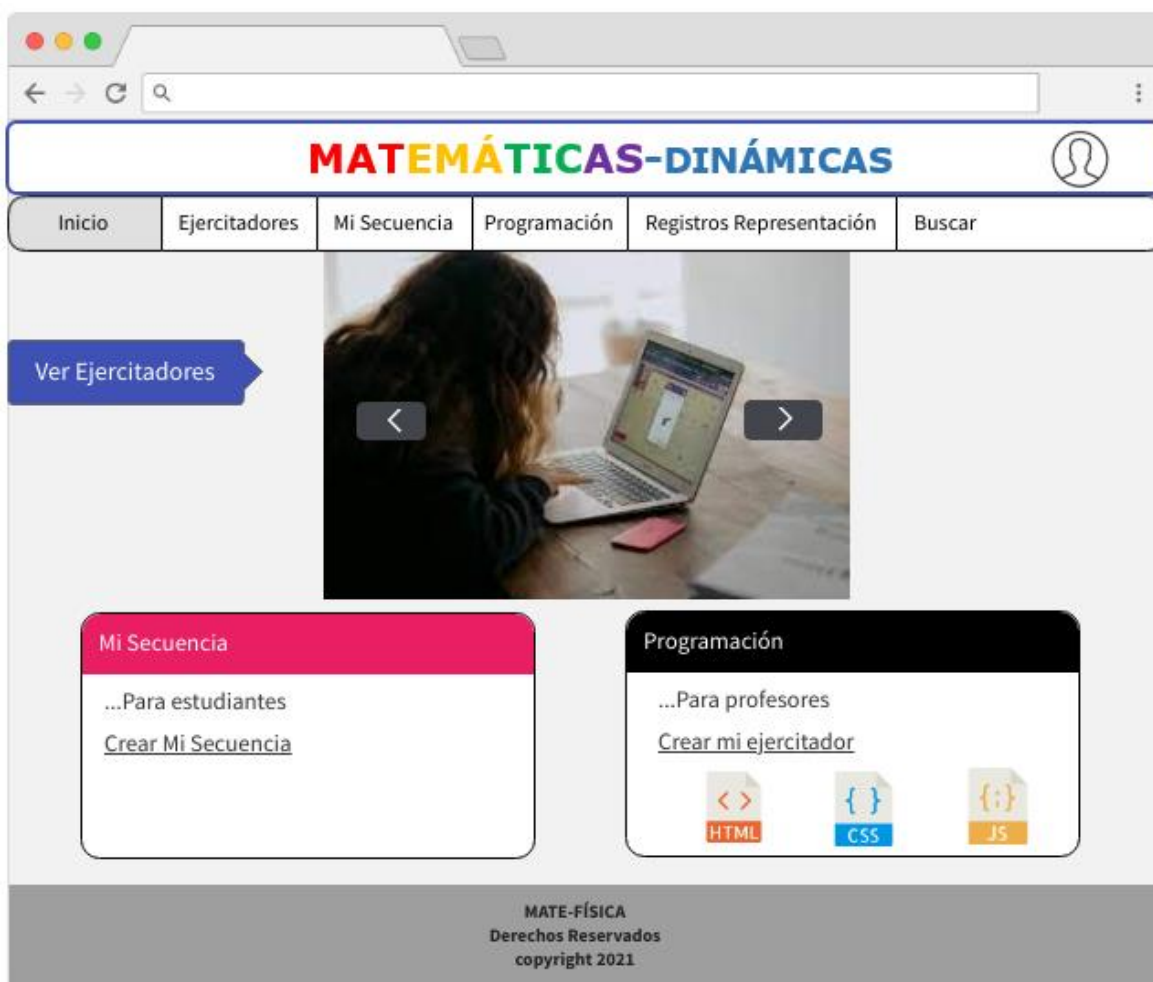 MATEMÁTICAS-DINÁMICAS
Inicio
Ejercitadores
Mi Secuencia
Programación
Registros Representación
Buscar
Ver Ejercitadores
Mi Secuencia
...Para estudiantes
Crear Mi Secuencia
Programación
...Para profesores
Crear mi ejercitador
< >
HTML
{ }
CSS
{;}
JS
MATE-FÍSICA
Derechos Reservados
copyright 2021